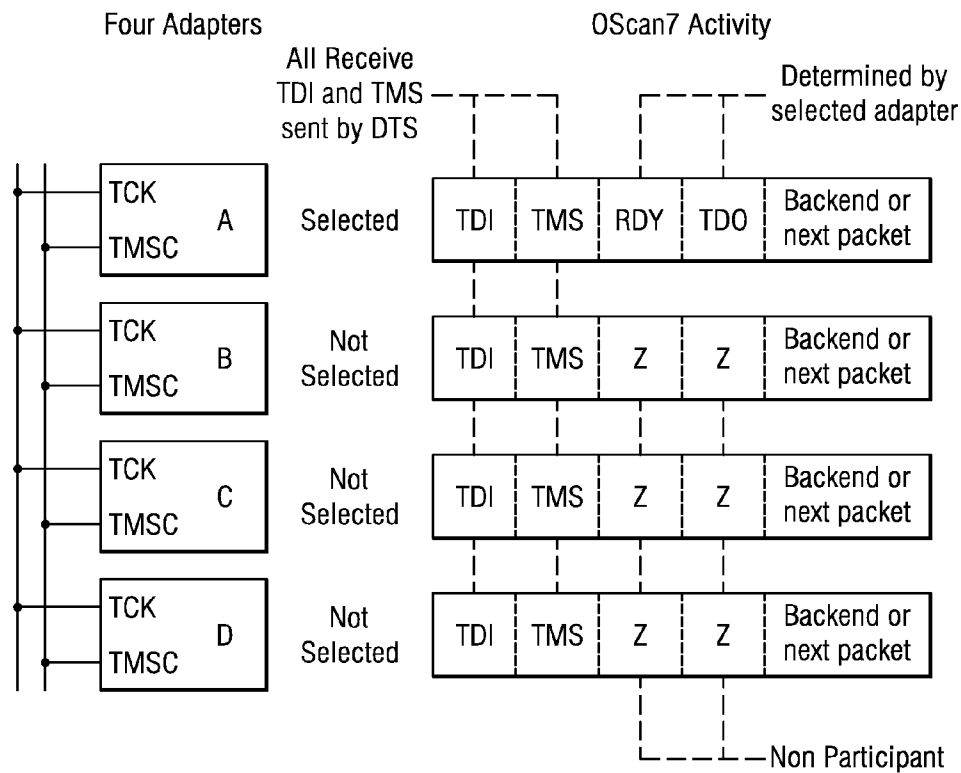 Four Adapters
OScan7 Activity
All Receive
TDI and TMS
sent by DTS
Determined by
selected adapter
TCK
A
TMSC
Selected
TDI TMS RDY TDO
Backend or
next packet
TCK
B
TMSC
Not
Selected
TDI TMS Z Z
Backend or
next packet
TCK
C
TMSC
Not
Selected
TDI TMS Z Z
Backend or
next packet
TCK
D
TMSC
Not
Selected
TDI TMS Z Z
Backend or
next packet
Non Participant